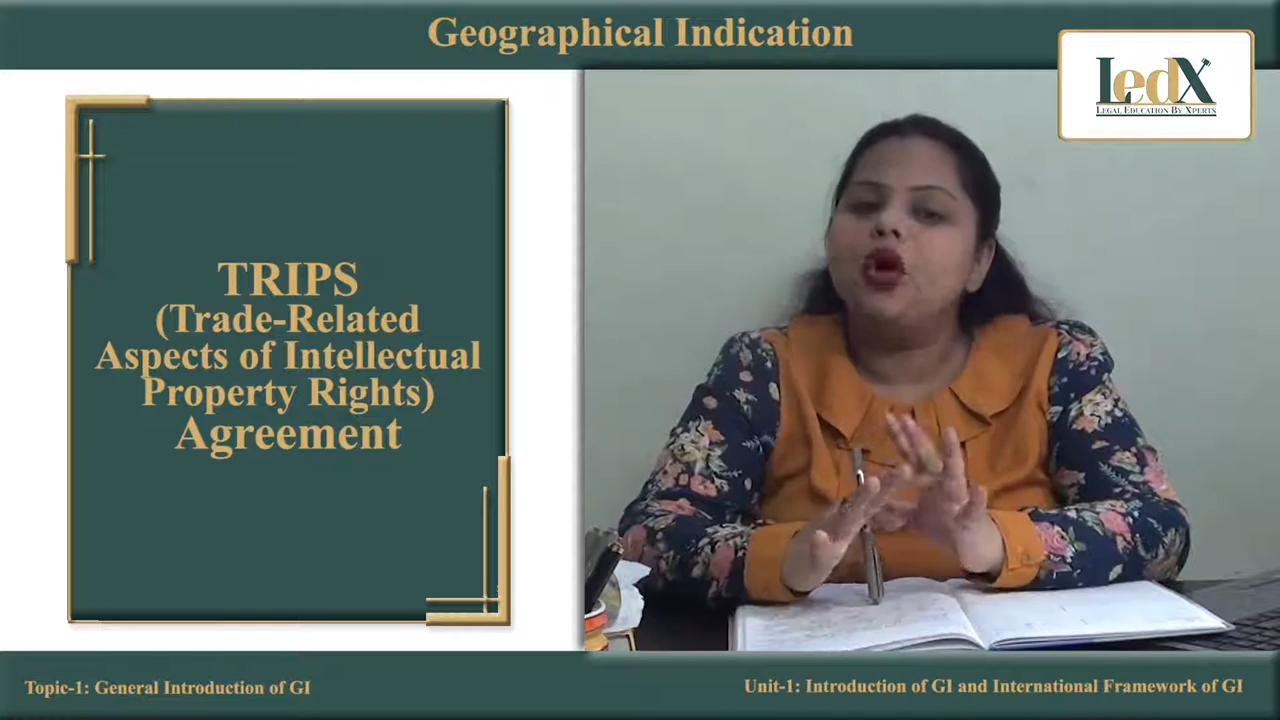 Geographical Indication
LedX
LEGAL EDUCATION BY XPERTS
TRIPS
(Trade-Related
Aspects of Intellectual
Property Rights)
Agreement
Topic-1: General Introduction of GI
Unit-1: Introduction of GI and International Framework of GI